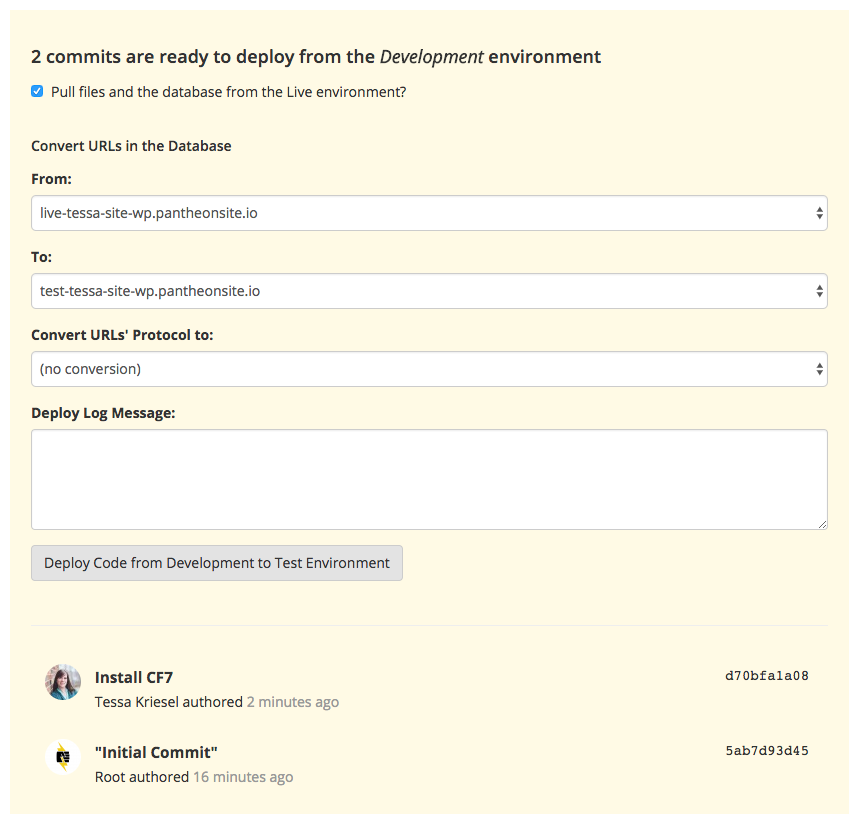 2 commits are ready to deploy from the Development environment
Pull files and the database from the Live environment?
Convert URLs in the Database
From:
live-tessa-site-wp.pantheonsite.io
To:
test-tessa-site-wp.pantheonsite.io
Convert URLs' Protocol to:
(no conversion)
Deploy Log Message:
Deploy Code from Development to Test Environment
Install CF7 d70bfa1a08
Tessa Kriesel authored 2 minutes ago
"Initial Commit" 5ab7d93d45
Root authored 16 minutes ago